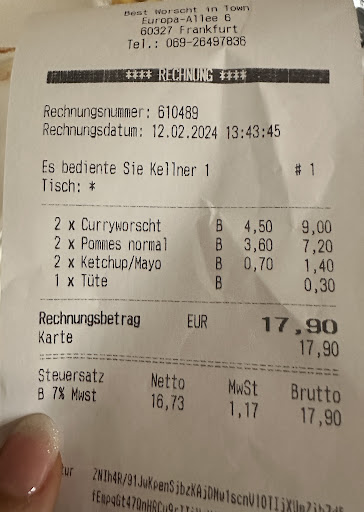 Best Worscht in Town
Europa-Allee 6
60327 Frankfurt
Tel.: 069-26497836
**** RECHNUNG ****
Rechnungsnummer: 610489
Rechnungsdatum: 12.02.2024 13:43:45
Es bediente Sie Kellner 1 # 1
Tisch: *
2 x Curryworscht B 4,50 9,00
2 x Pommes normal B 3,60 7,20
2 x Ketchup/Mayo B 0,70 1,40
1 x Tüte B 0,30
Rechnungsbetrag EUR 17,90
Karte 17,90
Steuersatz Netto MwSt Brutto
B 7% Mwst 16,73 1,17 17,90